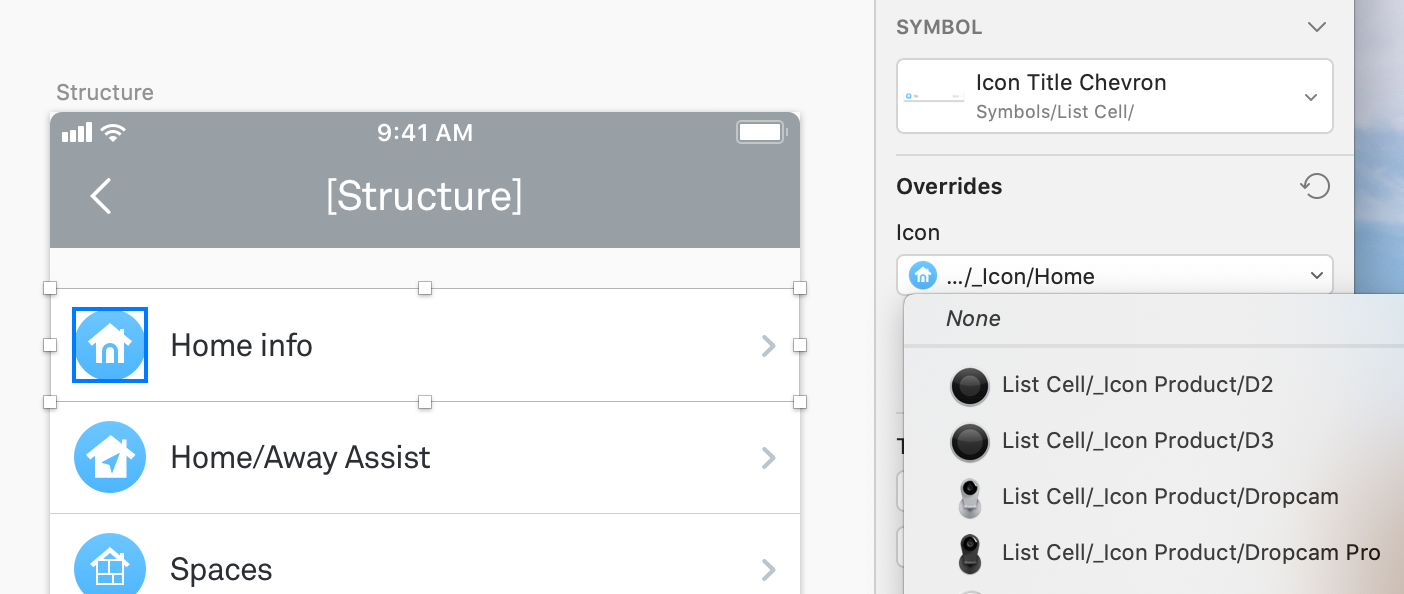 Structure
9:41 AM
[Structure]
Home info
Home/Away Assist
Spaces
SYMBOL
Icon Title Chevron
Symbols/List Cell/
Overrides
Icon
.../_Icon/Home
None
List Cell/_Icon Product/D2
List Cell/_Icon Product/D3
List Cell/_Icon Product/Dropcam
List Cell/_Icon Product/Dropcam Pro